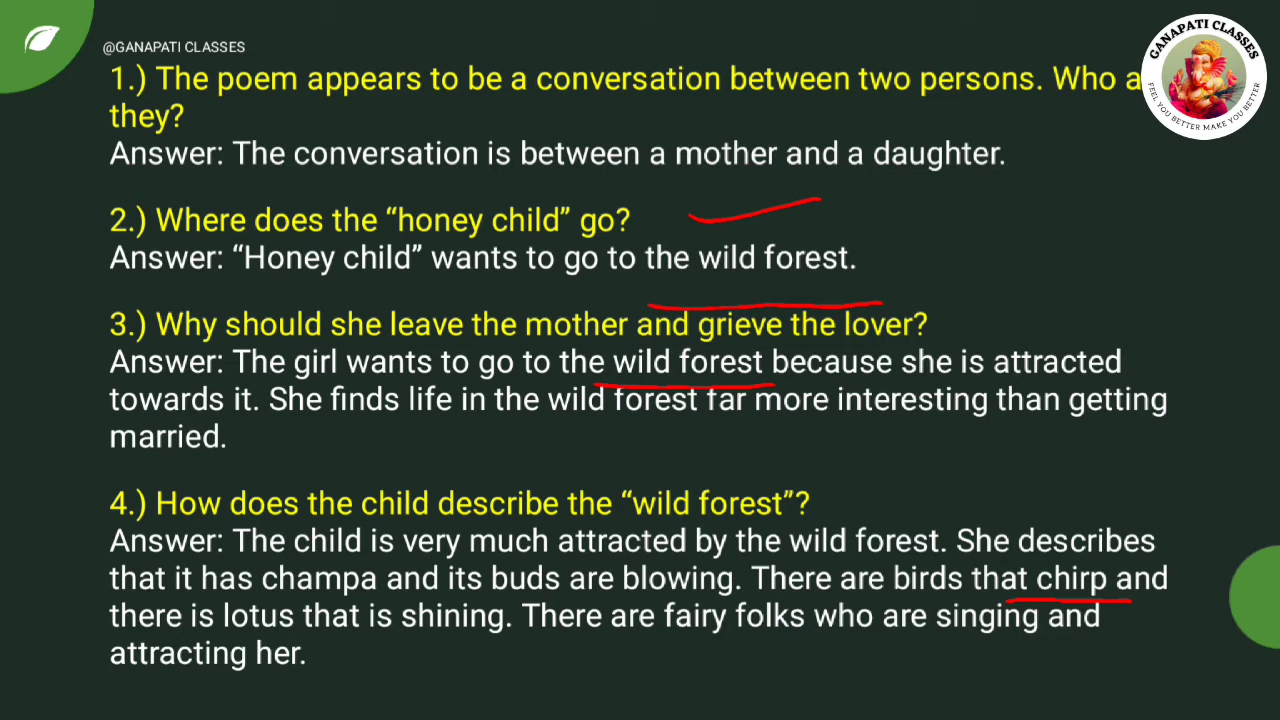 @GANAPATI CLASSES
GANAPATI CLASSES
FEEL YOU BETTER MAKE YOU BETTER
1.) The poem appears to be a conversation between two persons. Who a
they?
Answer: The conversation is between a mother and a daughter.
2.) Where does the “honey child” go?
Answer: “Honey child” wants to go to the wild forest.
3.) Why should she leave the mother and grieve the lover?
Answer: The girl wants to go to the wild forest because she is attracted
towards it. She finds life in the wild forest far more interesting than getting
married.
4.) How does the child describe the “wild forest”?
Answer: The child is very much attracted by the wild forest. She describes
that it has champa and its buds are blowing. There are birds that chirp and
there is lotus that is shining. There are fairy folks who are singing and
attracting her.